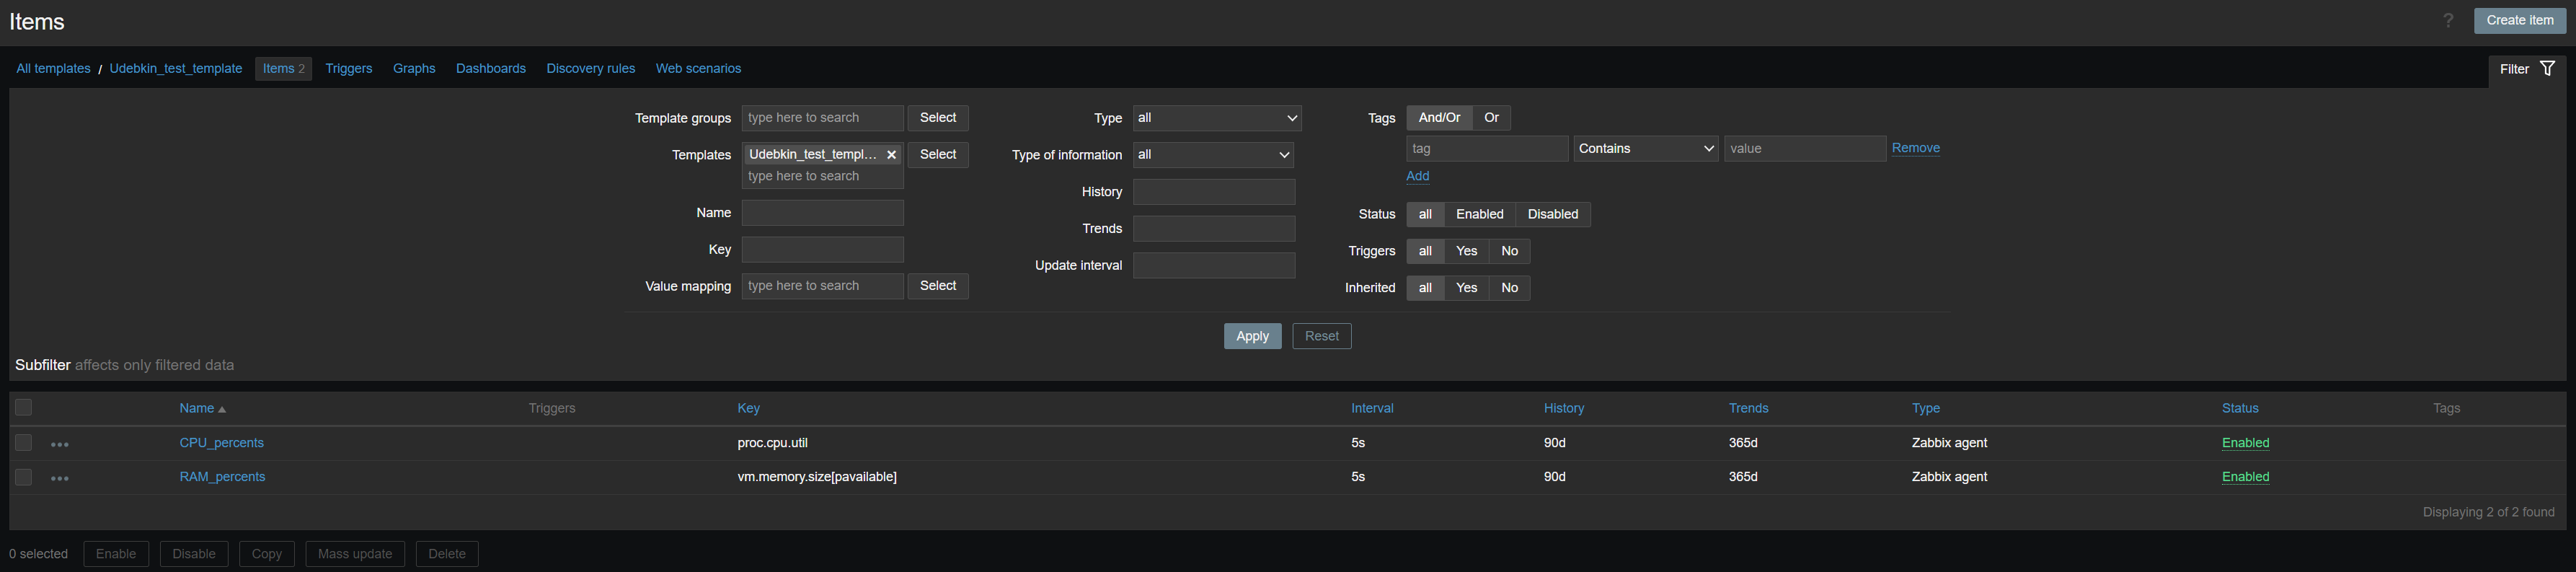 Items
? Create item
All templates / Udebkin_test_template Items 2 Triggers Graphs Dashboards Discovery rules Web scenarios
Filter
Template groups type here to search Select
Templates Udebkin_test_templ... × Select
type here to search
Name
Key
Value mapping type here to search Select
Type all
Type of information all
History
Trends
Update interval
Tags And/Or Or
tag Contains value Remove
Add
Status all Enabled Disabled
Triggers all Yes No
Inherited all Yes No
Apply Reset
Subfilter affects only filtered data
Name Triggers Key Interval History Trends Type Status Tags
CPU_percents proc.cpu.util 5s 90d 365d Zabbix agent Enabled
RAM_percents vm.memory.size[pavailable] 5s 90d 365d Zabbix agent Enabled
Displaying 2 of 2 found
0 selected Enable Disable Copy Mass update Delete